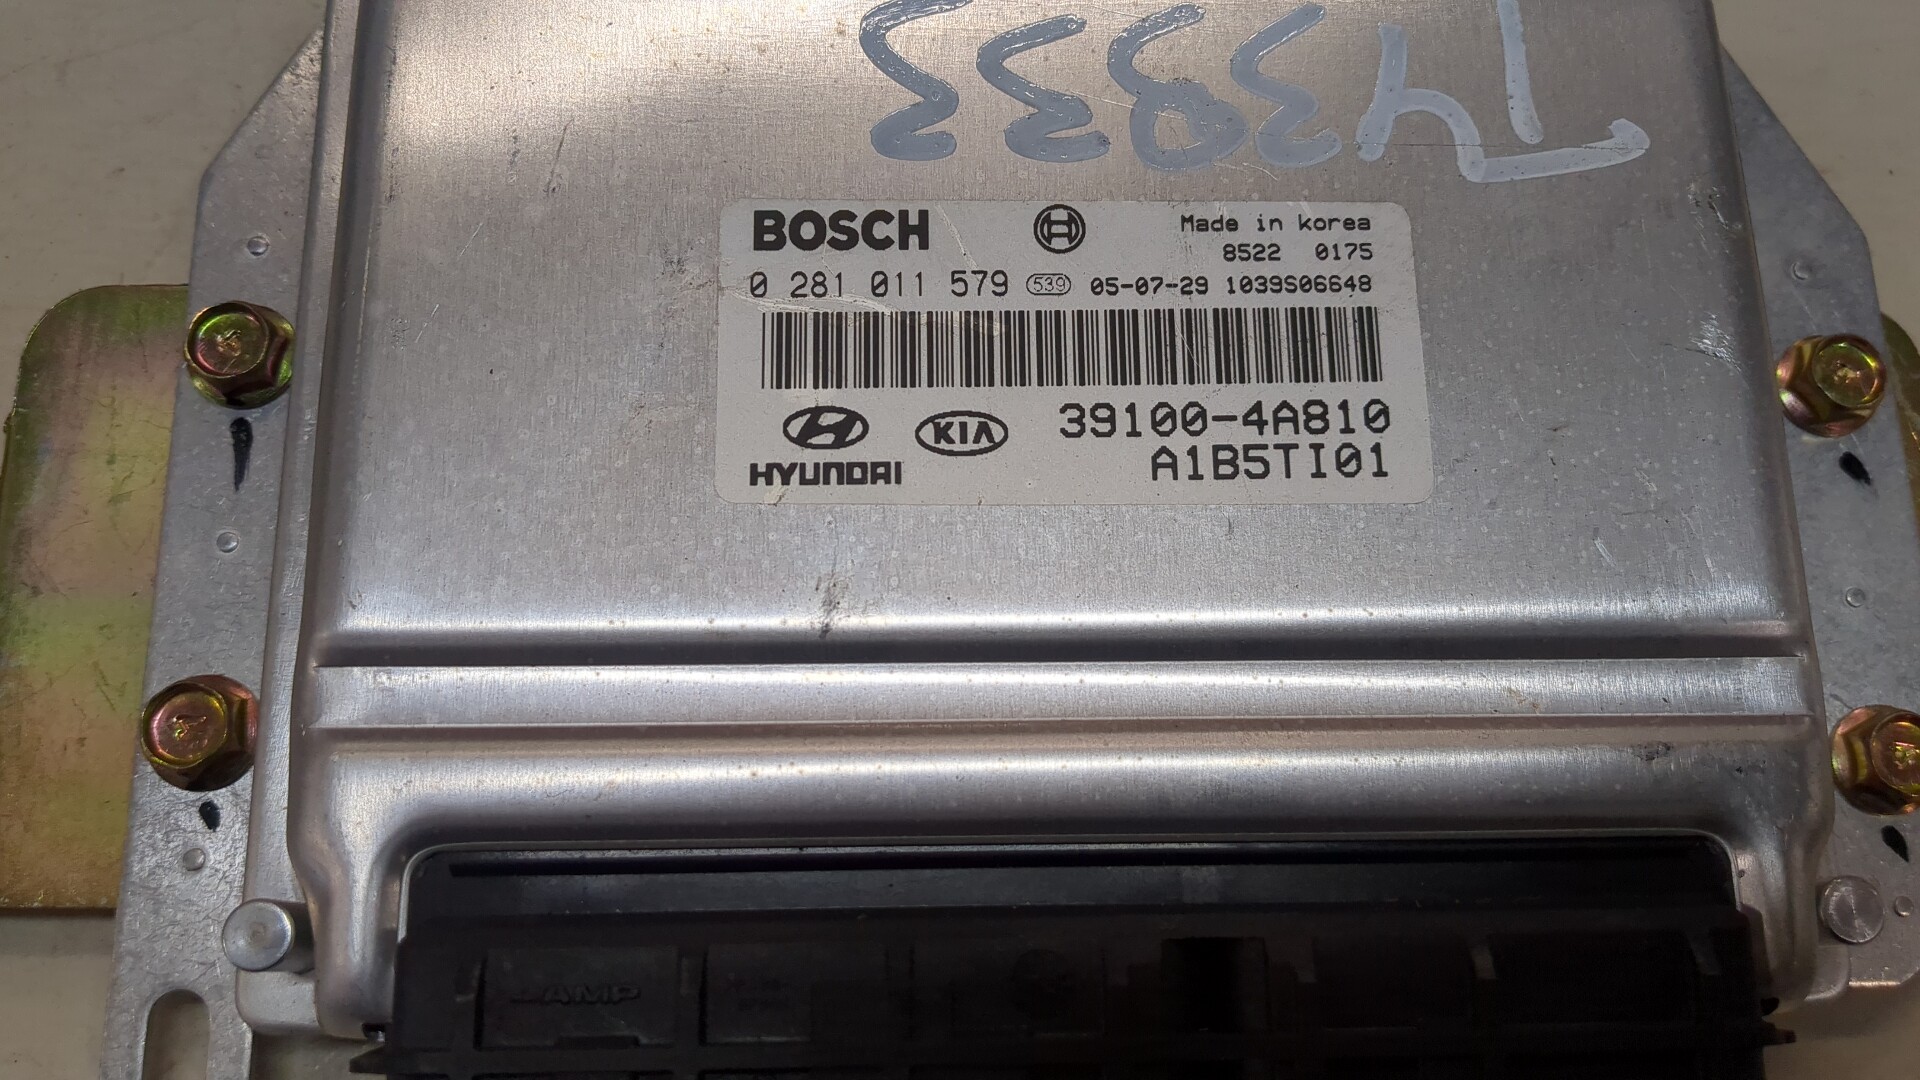 T43933
BOSCH
Made in korea
8522 0175
0 281 011 579 539 05-07-29 1039S06648
HYUNDAI
KIA
39100-4A810
A1B5TI01
AMP